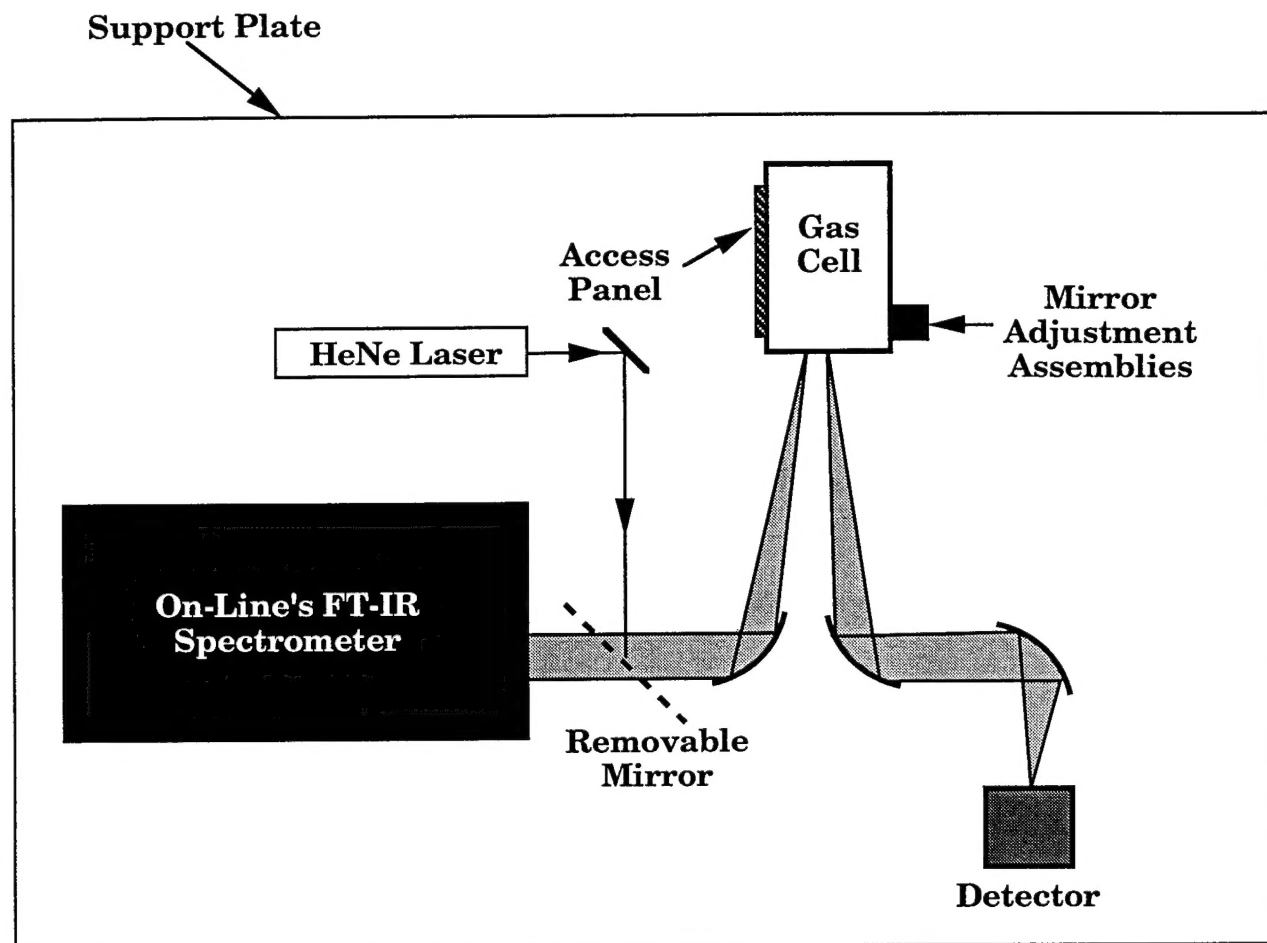 Support Plate
Gas
Cell
Access
Panel
Mirror
Adjustment
Assemblies
HeNe Laser
On-Line's FT-IR
Spectrometer
Removable
Mirror
Detector